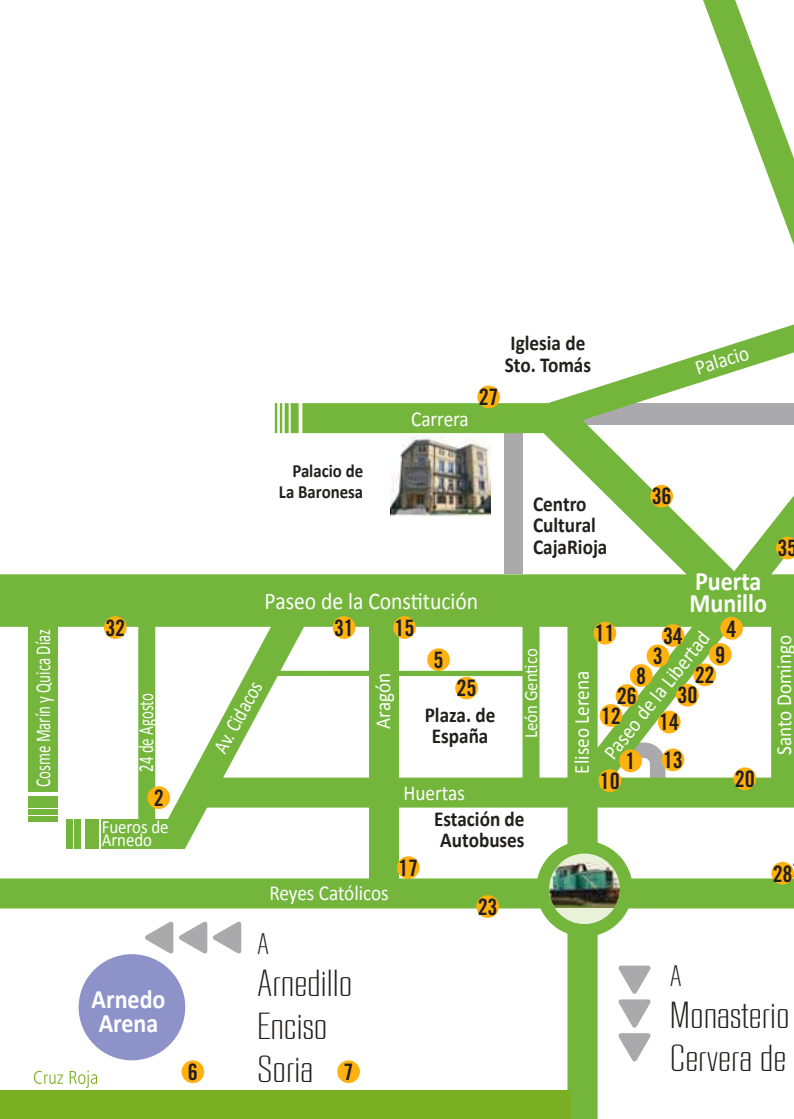 Iglesia de
Sto. Tomás
Palacio
27
Carrera
Palacio de
La Baronesa
36
Centro
Cultural
CajaRioja
35
Puerta
Munillo
Paseo de la Constitución
32
31
15
11
34
4
Cosme Marín y Quica Díaz
24 de Agosto
Av. Cidacos
Aragón
5
25
Plaza. de
España
León Gentico
Eliseo Lerena
3
9
8
22
26
30
12
14
Paseo de la Libertad
Santo Domingo
1
13
10
20
2
Huertas
Fueros de
Arnedo
Estación de
Autobuses
17
28
Reyes Católicos
23
A
Arnedillo
Enciso
Soria
7
Arnedo
Arena
6
Cruz Roja
A
Monasterio
Cervera de